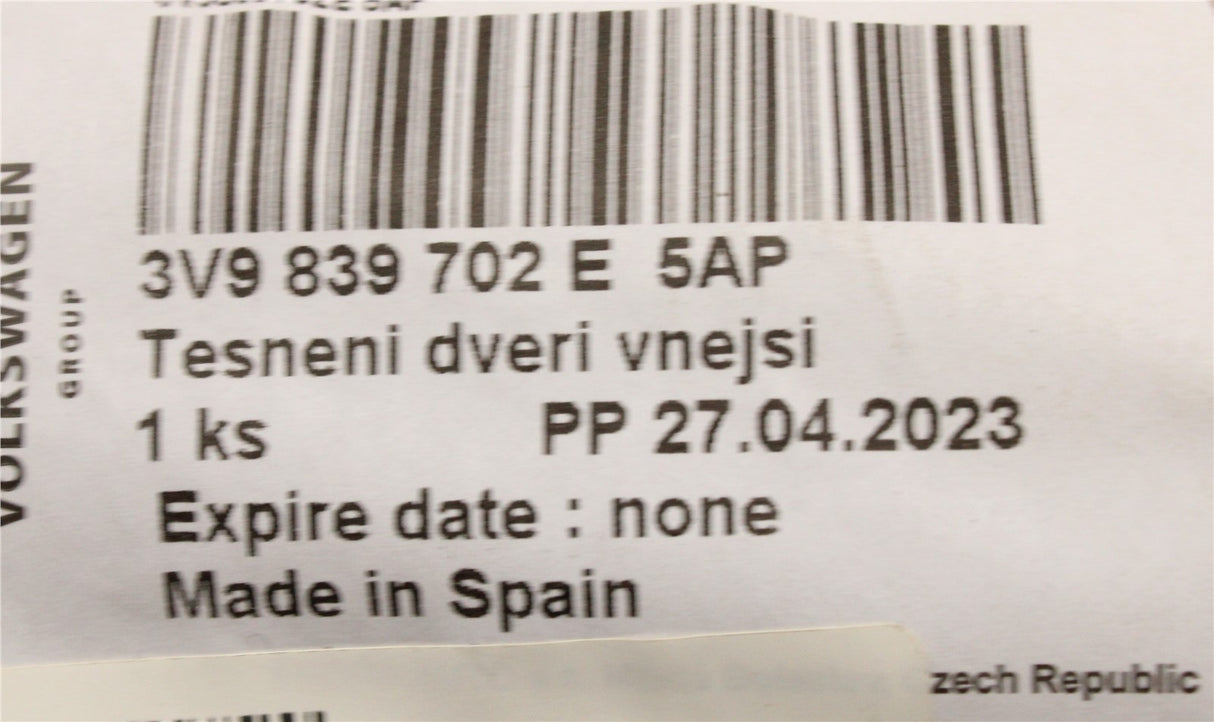 3V9 839 702 E 5AP
Tesneni dveri vnejsi
1 ks PP 27.04.2023
Expire date : none
Made in Spain
zech Republic
VOLKSWAGEN
GROUP